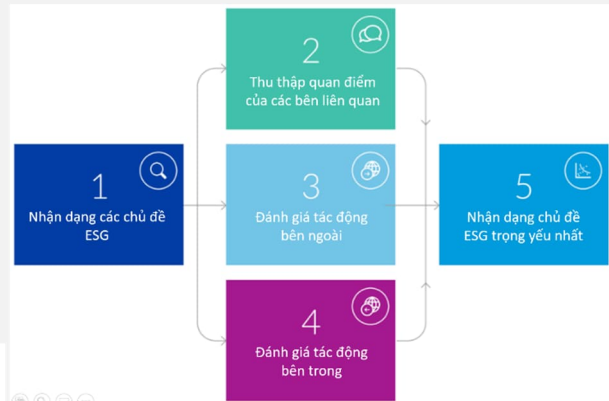 1
Nhận dạng các chủ đề
ESG
2
Thu thập quan điểm
của các bên liên quan
3
Đánh giá tác động
bên ngoài
4
Đánh giá tác động
bên trong
5
Nhận dạng chủ đề
ESG trọng yếu nhất